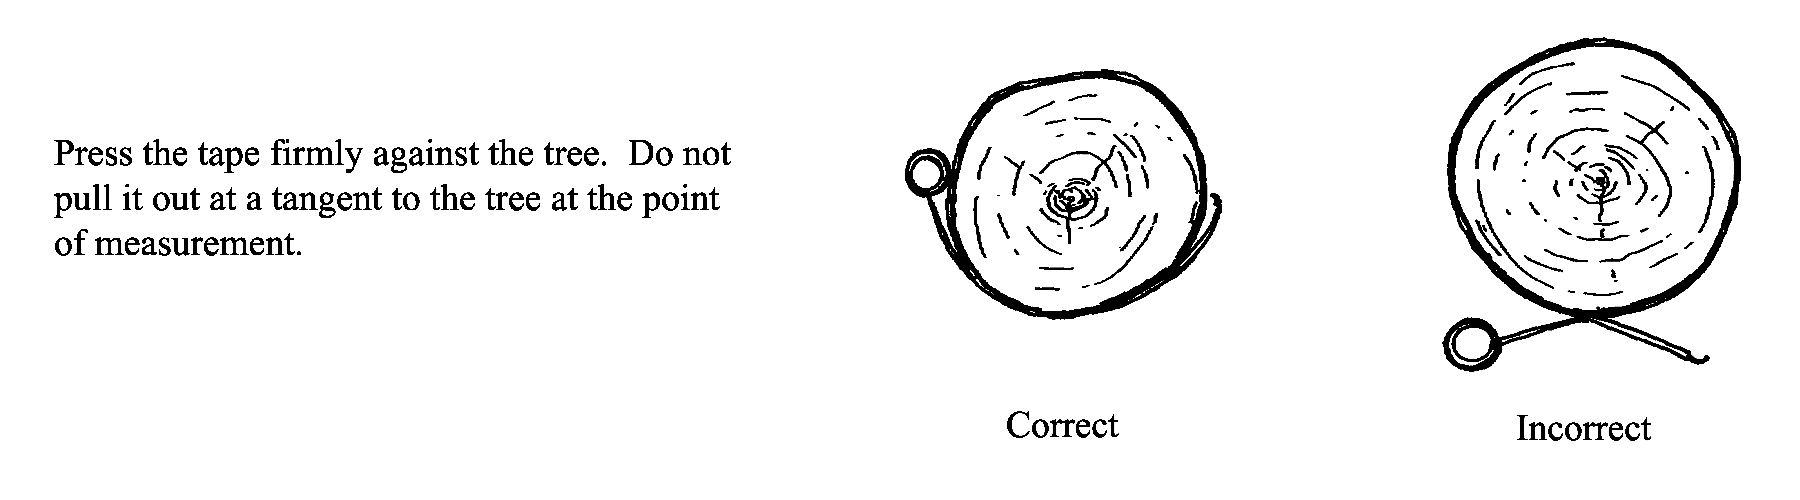 Press the tape firmly against the tree.  Do not
pull it out at a tangent to the tree at the point
of measurement.
Correct
Incorrect